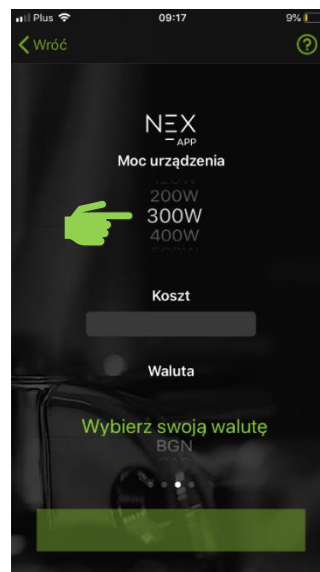 Plus 09:17 9%
Wróć ?
NEX
APP
Moc urządzenia
200W
300W
400W
Koszt
Waluta
Wybierz swoją walutę
BGN